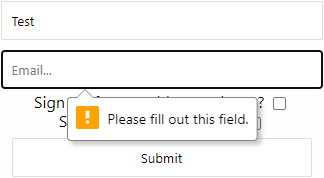 Test
Email...
Sign ?
Please fill out this field.
Submit